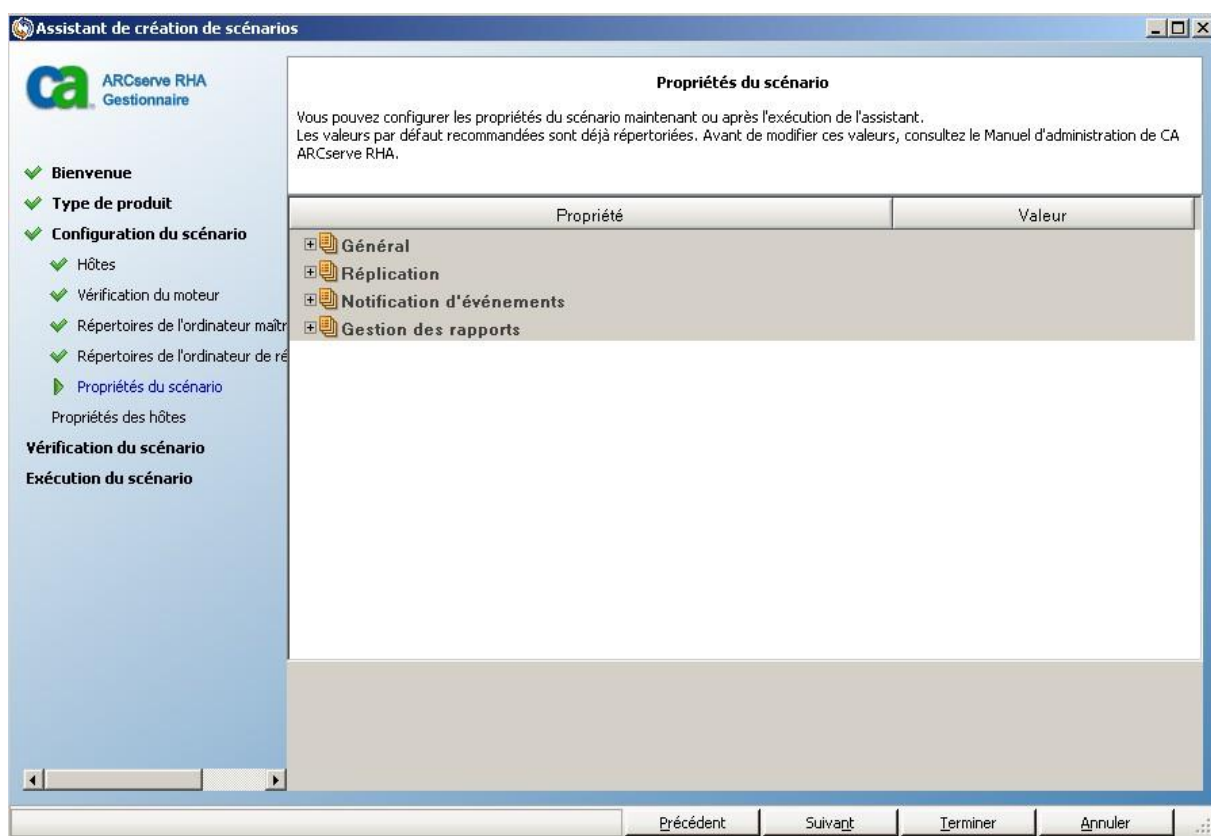 Assistant de création de scénarios
ca
ARCserve RHA
Gestionnaire
Bienvenue
Type de produit
Configuration du scénario
Hôtes
Vérification du moteur
Répertoires de l'ordinateur maîtr
Répertoires de l'ordinateur de ré
Propriétés du scénario
Propriétés des hôtes
Vérification du scénario
Exécution du scénario
Propriétés du scénario
Vous pouvez configurer les propriétés du scénario maintenant ou après l'exécution de l'assistant.
Les valeurs par défaut recommandées sont déjà répertoriées. Avant de modifier ces valeurs, consultez le Manuel d'administration de CA
ARCserve RHA.
Propriété Valeur
Général
Réplication
Notification d'événements
Gestion des rapports
Précédent Suivant Terminer Annuler